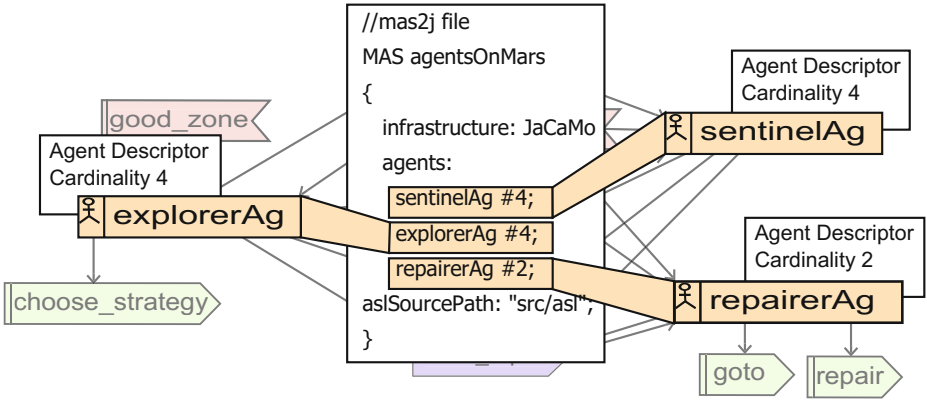 good_zone
Agent Descriptor
Cardinality 4
explorerAg
choose_strategy
//mas2j file
MAS agentsOnMars
{
infrastructure: JaCaMo
agents:
sentinelAg #4;
explorerAg #4;
repairerAg #2;
aslSourcePath: "src/asl";
}
Agent Descriptor
Cardinality 4
sentinelAg
Agent Descriptor
Cardinality 2
repairerAg
goto
repair